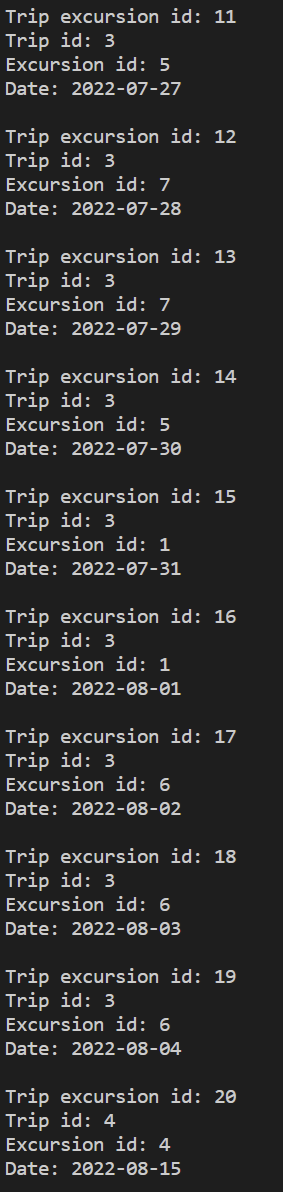 Trip excursion id: 11
Trip id: 3
Excursion id: 5
Date: 2022-07-27

Trip excursion id: 12
Trip id: 3
Excursion id: 7
Date: 2022-07-28

Trip excursion id: 13
Trip id: 3
Excursion id: 7
Date: 2022-07-29

Trip excursion id: 14
Trip id: 3
Excursion id: 5
Date: 2022-07-30

Trip excursion id: 15
Trip id: 3
Excursion id: 1
Date: 2022-07-31

Trip excursion id: 16
Trip id: 3
Excursion id: 1
Date: 2022-08-01

Trip excursion id: 17
Trip id: 3
Excursion id: 6
Date: 2022-08-02

Trip excursion id: 18
Trip id: 3
Excursion id: 6
Date: 2022-08-03

Trip excursion id: 19
Trip id: 3
Excursion id: 6
Date: 2022-08-04

Trip excursion id: 20
Trip id: 4
Excursion id: 4
Date: 2022-08-15